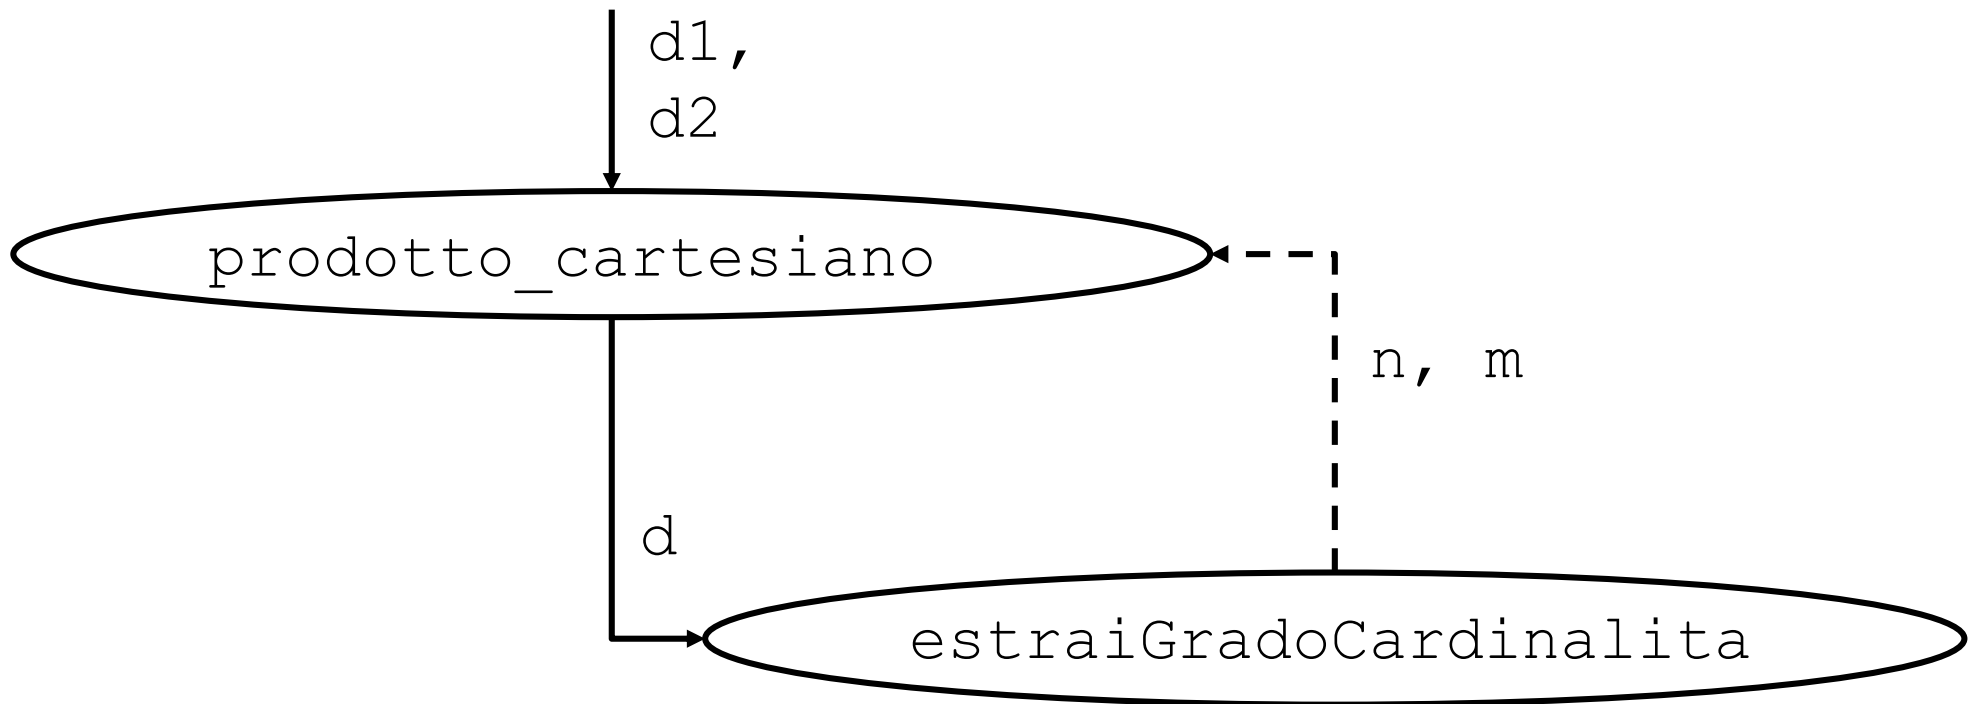 d1,
d2
prodotto_cartesiano
n, m
d
estraiGradoCardinalita